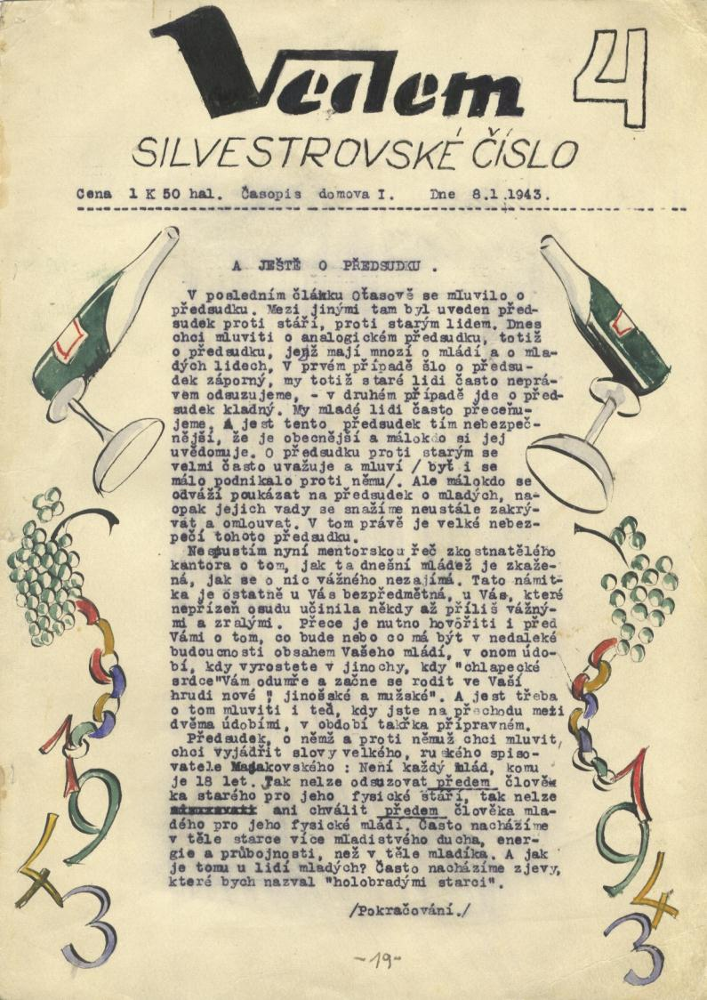 Vedem 4
SILVESTROVSKÉ ČÍSLO
Cena 1 K 50 hal. Časopis domova I. Dne 8.1.1943.
A JEŠTĚ O PŘEDSUDKU .
V posledním článku Otasově se mluvilo o
předsudku. Mezi jinými tam byl uveden před-
sudek proti stáří, proti starým lidem. Dnes
chci mluviti o analogickém předsudku, totiž
o předsudku, jenž mají mnozí o mládí a o mla-
dých lidech, V prvém případě šlo o předsu-
dek záporný, my totiž staré lidi často neprá-
vem odsuzujeme, - v druhém případě jde o před-
sudek kladný. My mladé lidi často přeceňu-
jeme. A jest tento předsudek tím nebezpeč-
nější, že je obecnější a málokdo si jej
uvědomuje. O předsudku proti starým se
velmi často uvažuje a mluví / byť i se
málo podnikalo proti němu/. Ale málokdo se
odváží poukázat na předsudek o mladých, na-
opak jejich vady se snažíme neustále zakrý-
vat a omlouvat. V tom právě je velké nebez-
pečí tohoto předsudku.
Nespustím nyní mentorskou řeč zkostnatělého
kantora o tom, jak ta dnešní mládež je zkaže-
ná, jak se o nic vážného nezajímá. Tato námit-
ka je ostatně u Vás bezpředmětná, u Vás, které
nepřízeň osudu učinila někdy až příliš vážný-
mi a zralými. Přece je nutno hovořiti i před
Vámi o tom, co bude nebo co má být v nedaleké
budoucnosti obsahem Vašeho mládí, v onom údo-
bí, kdy vyrostete v jinochy, kdy "chlapecké
srdce"Vám odumře a začne se rodit ve Vaší
hrudi nové " jinošské a mužské". A jest třeba
o tom mluviti i teď, kdy jste na přechodu mezi
dvěma údobími, v období takřka přípravném.
Předsudek, o němž a proti němuž chci mluvit,
chci vyjádřit slovy velkého, ruského spiso-
vatele Majakovského : Není každý mlád, komu
je 18 let. Jak nelze odsuzovat předem člově-
ka starého pro jeho fysické stáří, tak nelze
ani chválit předem člověka mla-
dého pro jeho fysické mládí. Často nacházíme
v těle starce více mladistvého ducha, ener-
gie a průbojnosti, než v těle mladíka. A jak
je tomu u lidí mladých? Často nacházíme zjevy,
které bych nazval "holobradými starci".
/Pokračování./
1943
1943
-19-